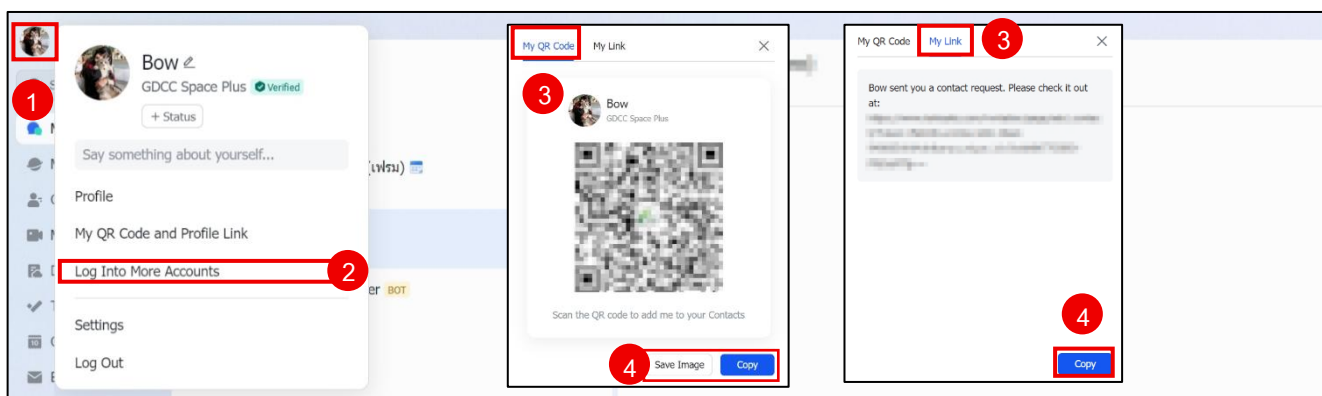 1
Bow
GDCC Space Plus Verified
+ Status
Say something about yourself...
Profile
My QR Code and Profile Link
Log Into More Accounts
2
Settings
Log Out
(เฟรม)
er BOT
My QR Code My Link
3
Bow
GDCC Space Plus
Scan the QR code to add me to your Contacts
4
Save Image Copy
My QR Code My Link
3
Bow sent you a contact request. Please check it out
at:
4
Copy